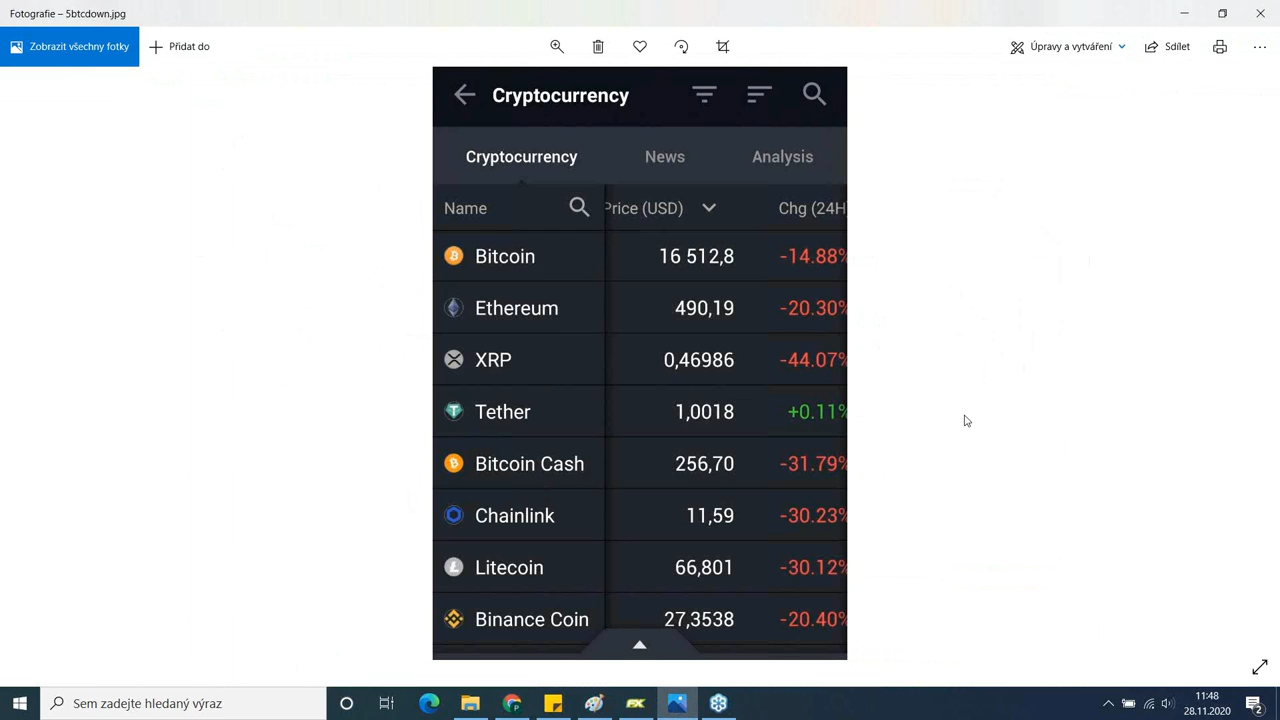 Fotografie – 5btcdown.jpg
Zobrazit všechny fotky
Přidat do
Úpravy a vytváření
Sdílet
Cryptocurrency
Cryptocurrency News Analysis
Name Price (USD) Chg (24H
Bitcoin 16 512,8 -14.88%
Ethereum 490,19 -20.30%
XRP 0,46986 -44.07%
Tether 1,0018 +0.11%
Bitcoin Cash 256,70 -31.79%
Chainlink 11,59 -30.23%
Litecoin 66,801 -30.12%
Binance Coin 27,3538 -20.40%
Sem zadejte hledaný výraz
FX
11:48
28.11.2020
2